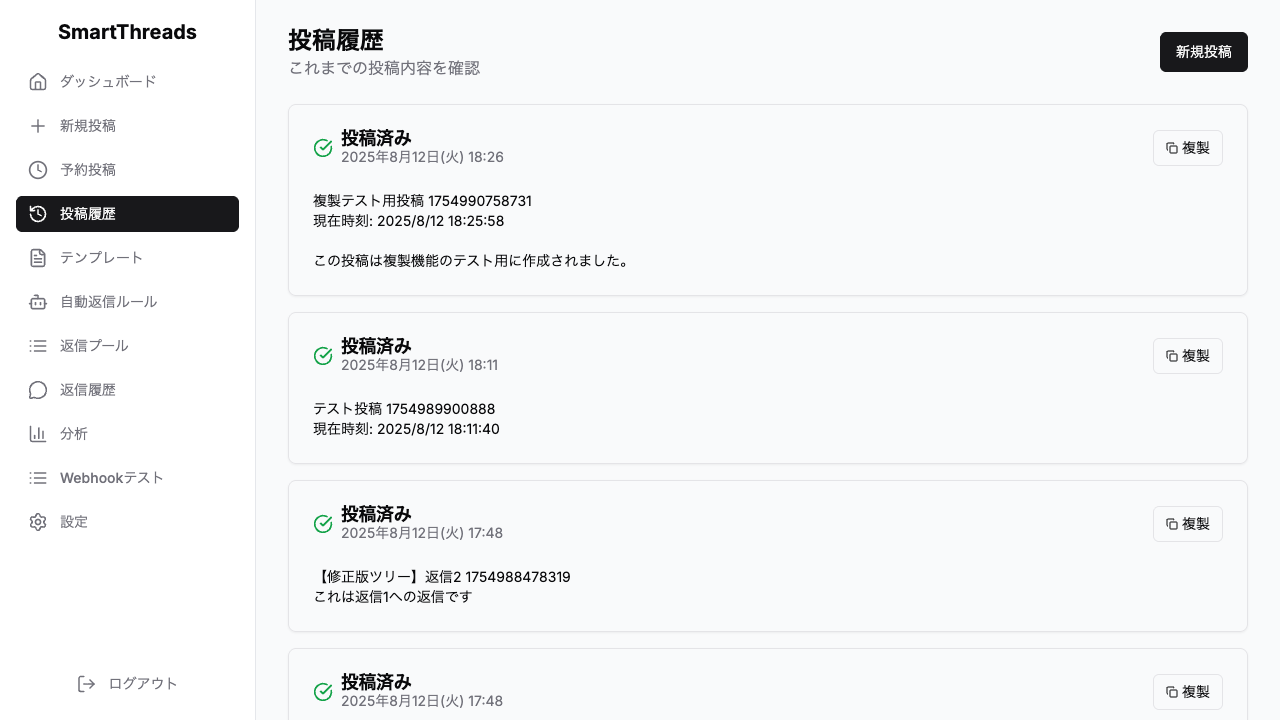 SmartThreads
ダッシュボード
新規投稿
予約投稿
投稿履歴
テンプレート
自動返信ルール
返信プール
返信履歴
分析
Webhookテスト
設定
ログアウト
投稿履歴
これまでの投稿内容を確認
新規投稿
投稿済み
2025年8月12日(火) 18:26
複製
複製テスト用投稿 1754990758731
現在時刻: 2025/8/12 18:25:58
この投稿は複製機能のテスト用に作成されました。
投稿済み
2025年8月12日(火) 18:11
複製
テスト投稿 1754989900888
現在時刻: 2025/8/12 18:11:40
投稿済み
2025年8月12日(火) 17:48
複製
【修正版ツリー】返信2 1754988478319
これは返信1への返信です
投稿済み
2025年8月12日(火) 17:48
複製